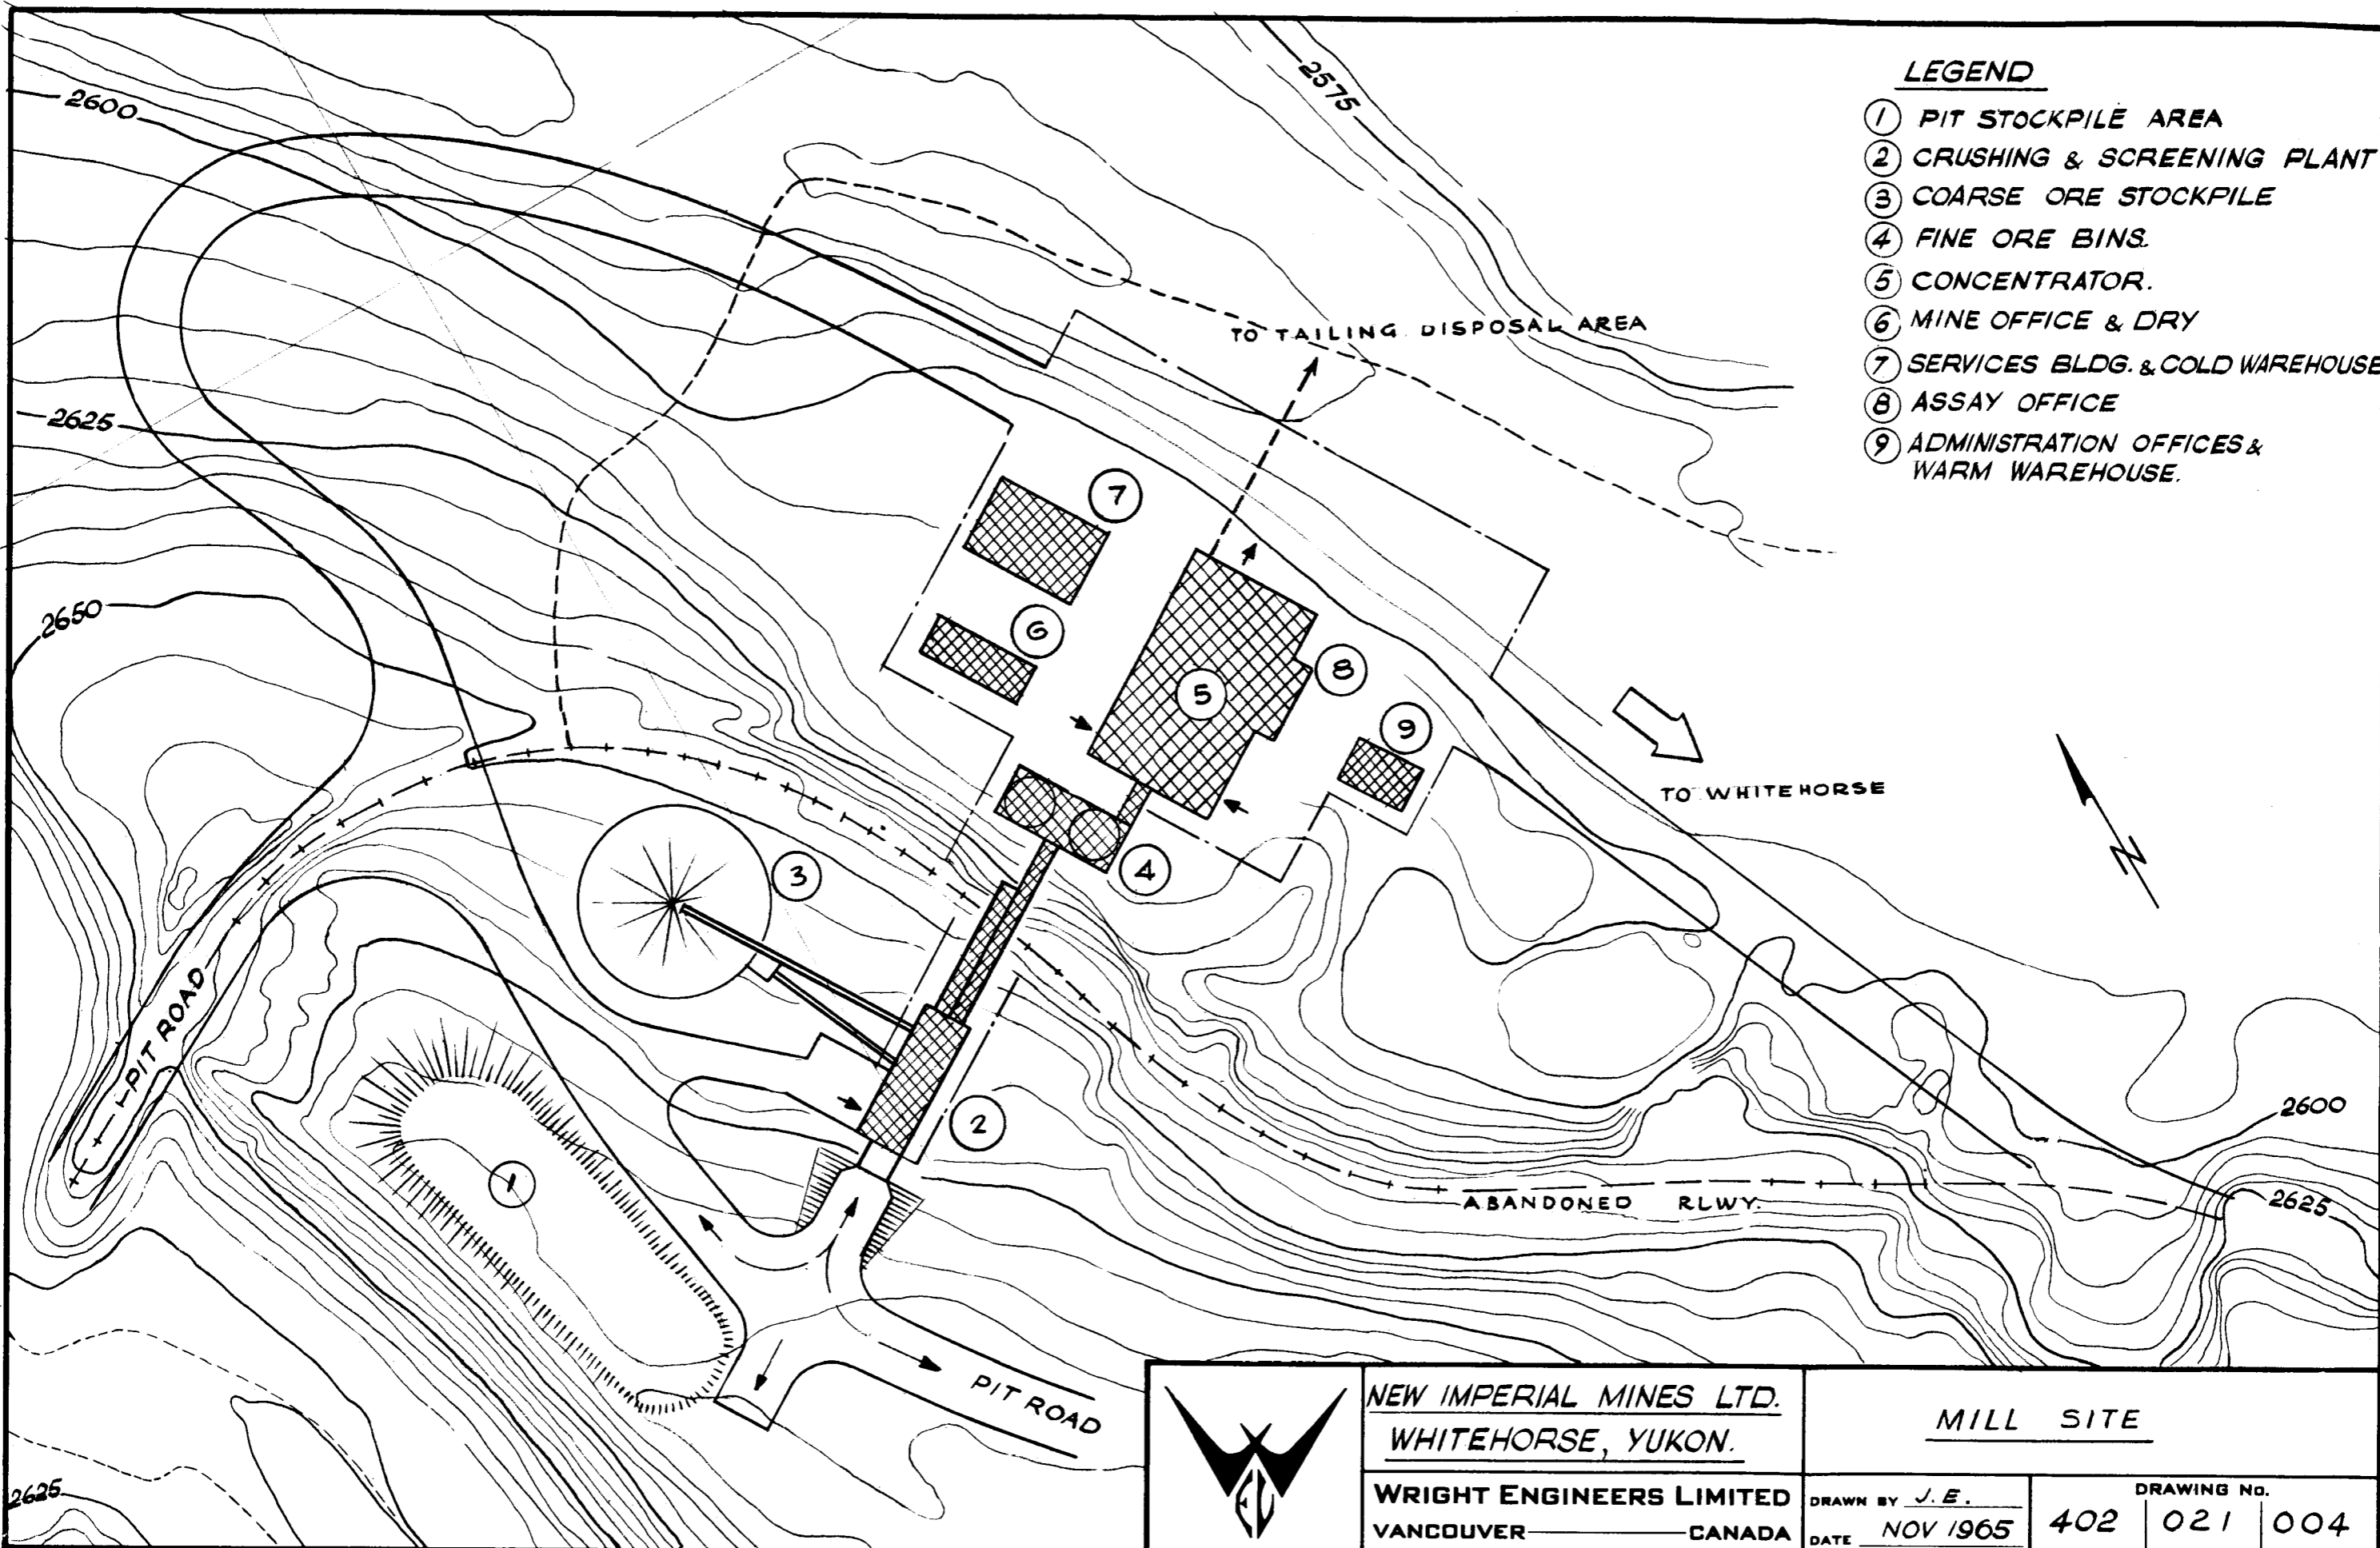 2575
2600
2625
2650
LEGEND
1 PIT STOCKPILE AREA
2 CRUSHING & SCREENING PLANT
3 COARSE ORE STOCKPILE
4 FINE ORE BINS.
5 CONCENTRATOR.
6 MINE OFFICE & DRY
7 SERVICES BLDG. & COLD WAREHOUSE
8 ASSAY OFFICE
9 ADMINISTRATION OFFICES &
WARM WAREHOUSE.
TO TAILING DISPOSAL AREA
7
6
5
8
9
TO WHITEHORSE
N
3
4
PIT ROAD
2
1
ABANDONED RLWY.
2600
2625
PIT ROAD
2625
NEW IMPERIAL MINES LTD.
WHITEHORSE, YUKON.
WRIGHT ENGINEERS LIMITED
VANCOUVER CANADA
MILL SITE
DRAWN BY J.E.
DATE NOV 1965
DRAWING No.
402 021 004